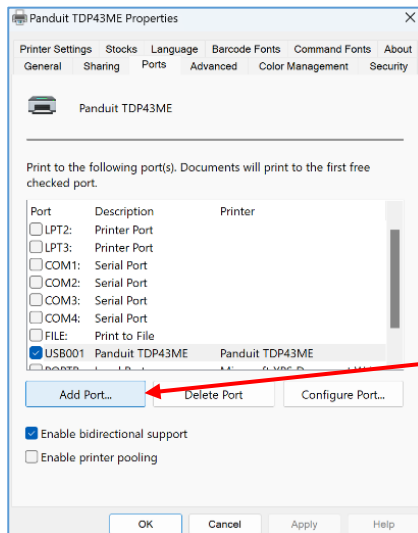 Panduit TDP43ME Properties
Printer Settings Stocks Language Barcode Fonts Command Fonts About
General Sharing Ports Advanced Color Management Security
Panduit TDP43ME
Print to the following port(s). Documents will print to the first free
checked port.
Port Description Printer
LPT2: Printer Port
LPT3: Printer Port
COM1: Serial Port
COM2: Serial Port
COM3: Serial Port
COM4: Serial Port
FILE: Print to File
USB001 Panduit TDP43ME Panduit TDP43ME
Add Port... Delete Port Configure Port...
Enable bidirectional support
Enable printer pooling
OK Cancel Apply Help